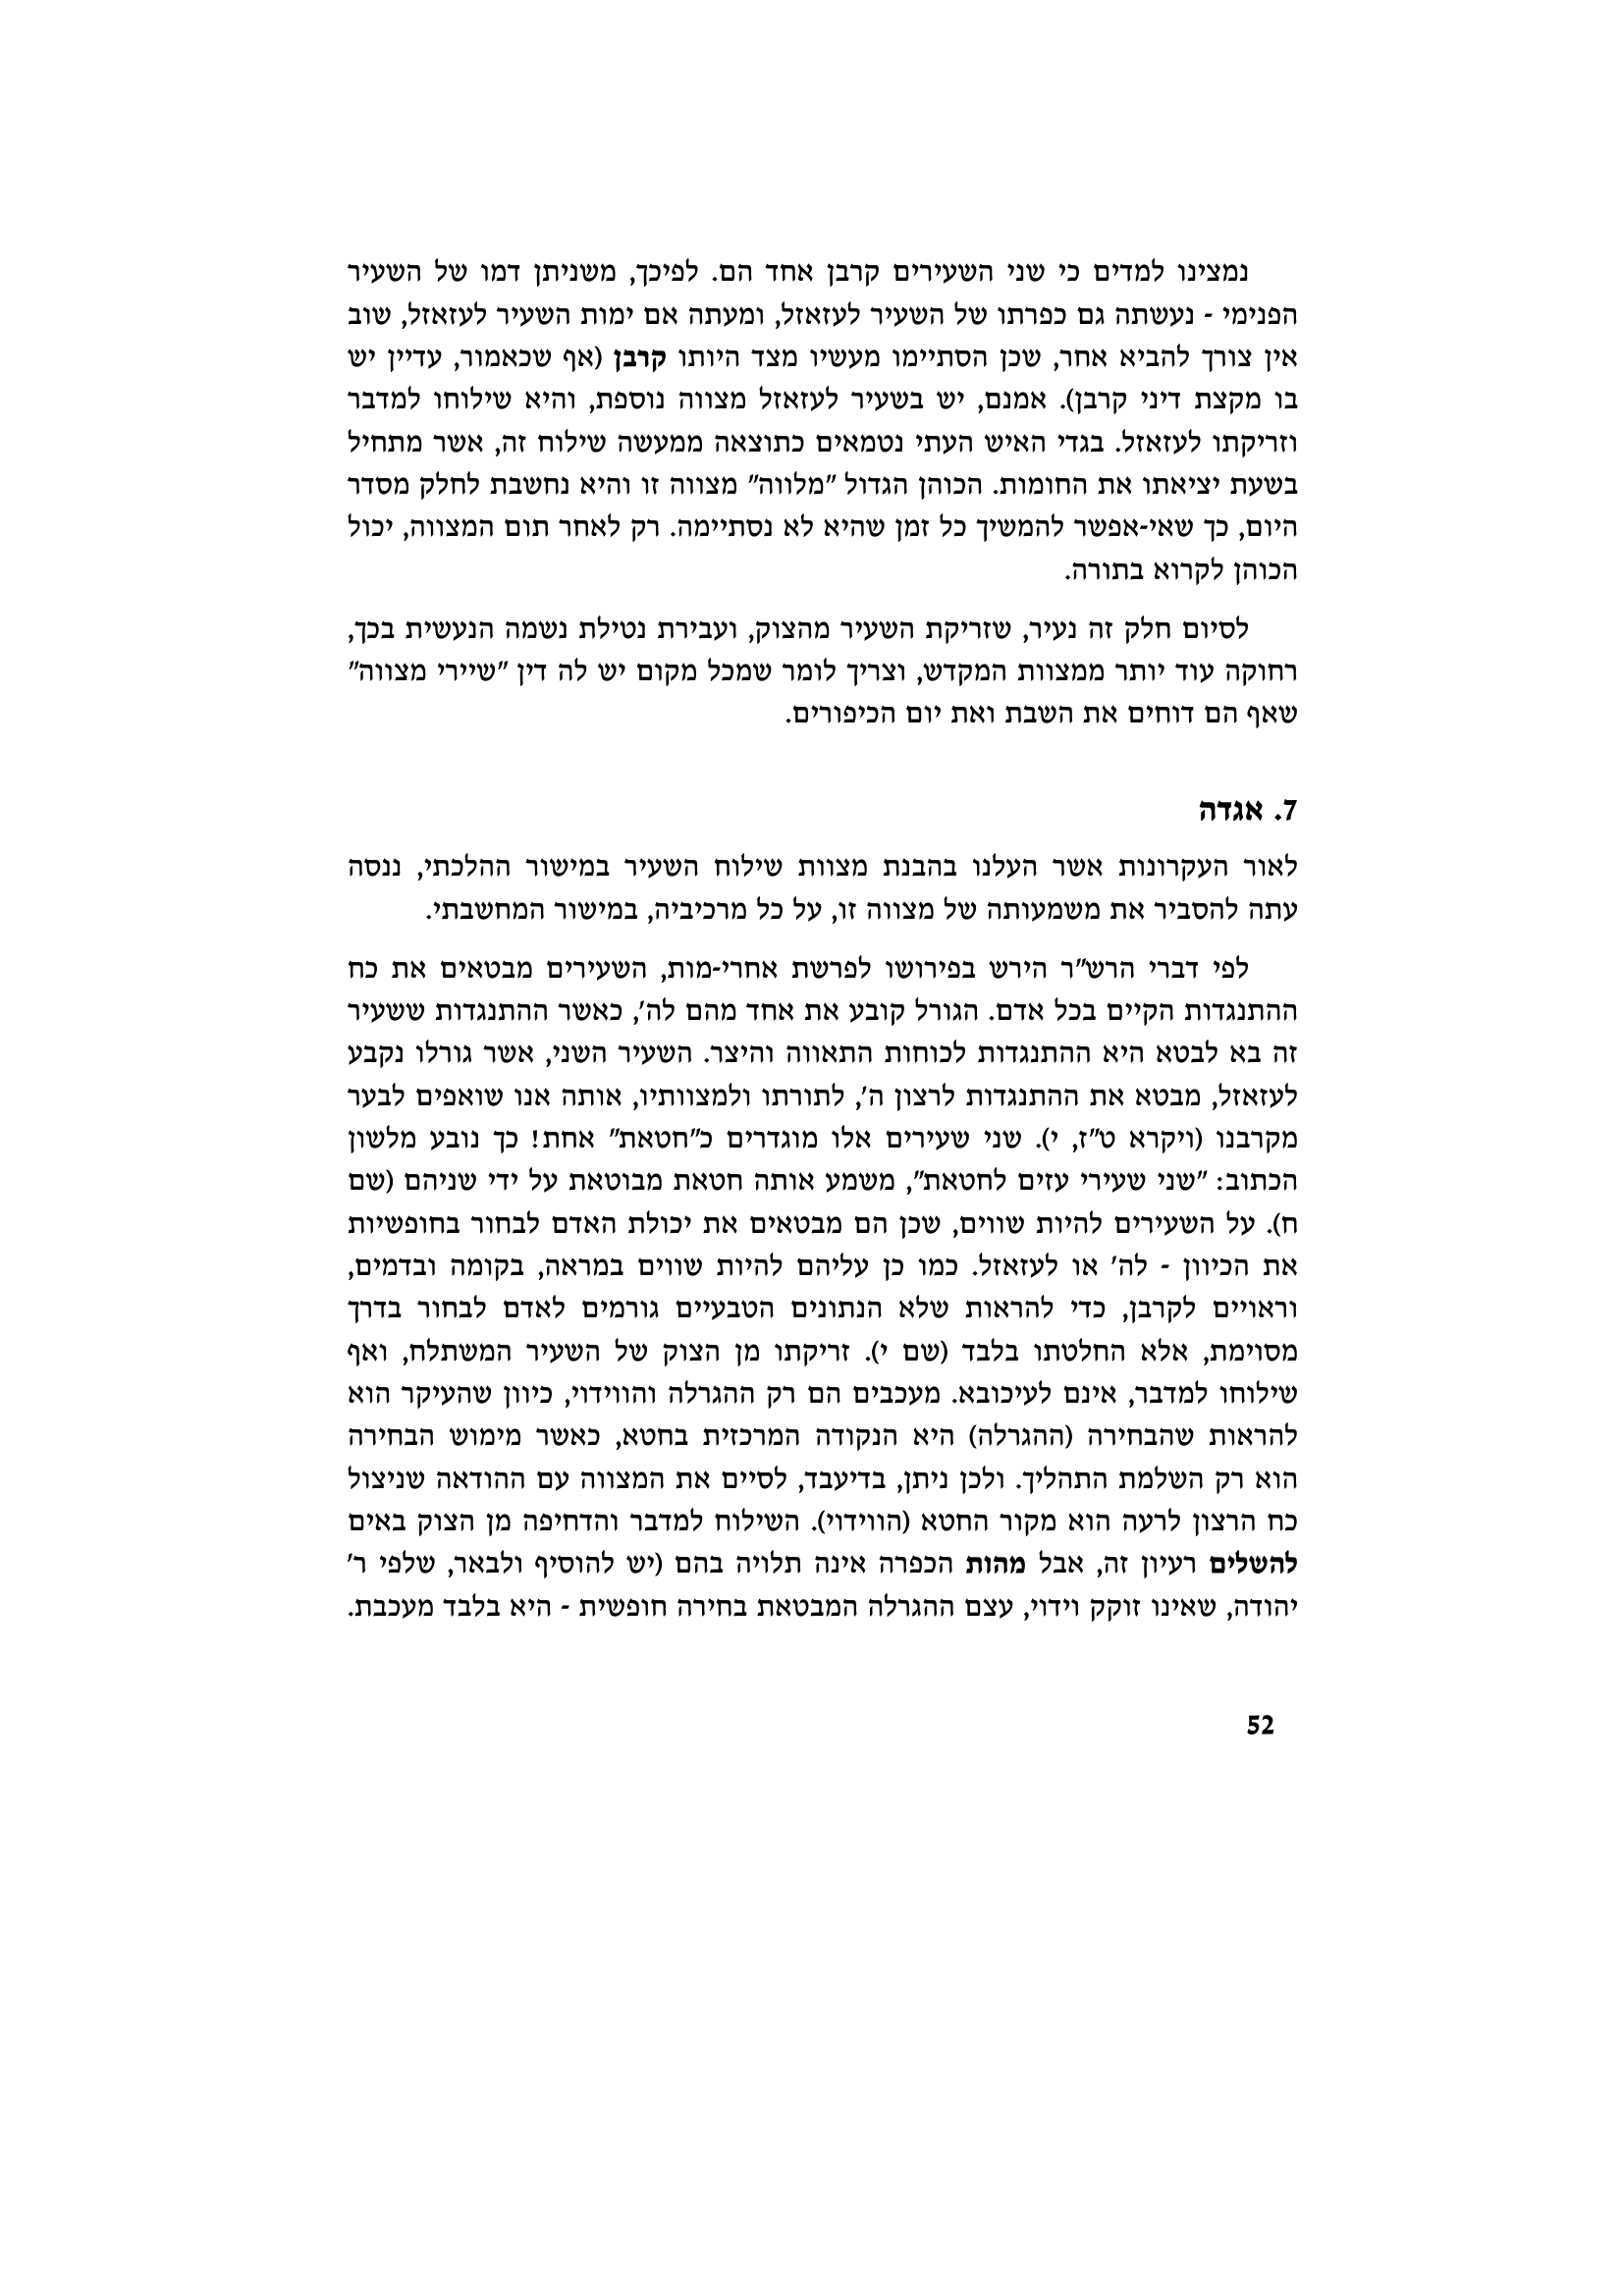 נמצינו למדים כי שני השעירים קרבן אחד הם. לפיכך, משניתן דמו של השעיר
הפנימי - נעשתה גם כפרתו של השעיר לעזאזל, ומעתה אם ימות השעיר לעזאזל, שוב
אין צורך להביא אחר, שכן הסתיימו מעשיו מצד היותו קרבן (אף שכאמור, עדיין יש
בו מקצת דיני קרבן). אמנם, יש בשעיר לעזאזל מצווה נוספת, והיא שילוחו למדבר
וזריקתו לעזאזל. בגדי האיש העתי נטמאים כתוצאה ממעשה שילוח זה, אשר מתחיל
בשעת יציאתו את החומות. הכוהן הגדול "מלווה" מצווה זו והיא נחשבת לחלק מסדר
היום, כך שאי-אפשר להמשיך כל זמן שהיא לא נסתיימה. רק לאחר תום המצווה, יכול
הכוהן לקרוא בתורה.
לסיום חלק זה נעיר, שזריקת השעיר מהצוק, ועבירת נטילת נשמה הנעשית בכך,
רחוקה עוד יותר ממצוות המקדש, וצריך לומר שמכל מקום יש לה דין "שיירי מצווה"
שאף הם דוחים את השבת ואת יום הכיפורים.
7. אגדה
לאור העקרונות אשר העלנו בהבנת מצוות שילוח השעיר במישור ההלכתי, ננסה
עתה להסביר את משמעותה של מצווה זו, על כל מרכיביה, במישור המחשבתי.
לפי דברי הרש"ר הירש בפירושו לפרשת אחרי-מות, השעירים מבטאים את כח
ההתנגדות הקיים בכל אדם. הגורל קובע את אחד מהם לה', כאשר ההתנגדות ששעיר
זה בא לבטא היא ההתנגדות לכוחות התאווה והיצר. השעיר השני, אשר גורלו נקבע
לעזאזל, מבטא את ההתנגדות לרצון ה', לתורתו ולמצוותיו, אותה אנו שואפים לבער
מקרבנו (ויקרא ט"ז, י). שני שעירים אלו מוגדרים כ"חטאת" אחת! כך נובע מלשון
הכתוב: "שני שעירי עזים לחטאת", משמע אותה חטאת מבוטאת על ידי שניהם (שם
ח). על השעירים להיות שווים, שכן הם מבטאים את יכולת האדם לבחור בחופשיות
את הכיוון - לה' או לעזאזל. כמו כן עליהם להיות שווים במראה, בקומה ובדמים,
וראויים לקרבן, כדי להראות שלא הנתונים הטבעיים גורמים לאדם לבחור בדרך
מסוימת, אלא החלטתו בלבד (שם י). זריקתו מן הצוק של השעיר המשתלח, ואף
שילוחו למדבר, אינם לעיכובא. מעכבים הם רק ההגרלה והווידוי, כיוון שהעיקר הוא
להראות שהבחירה (ההגרלה) היא הנקודה המרכזית בחטא, כאשר מימוש הבחירה
הוא רק השלמת התהליך. ולכן ניתן, בדיעבד, לסיים את המצווה עם ההודאה שניצול
כח הרצון לרעה הוא מקור החטא (הווידוי). השילוח למדבר והדחיפה מן הצוק באים
להשלים רעיון זה, אבל מהות הכפרה אינה תלויה בהם (יש להוסיף ולבאר, שלפי ר'
יהודה, שאינו זוקק וידוי, עצם ההגרלה המבטאת בחירה חופשית - היא בלבד מעכבת.
52